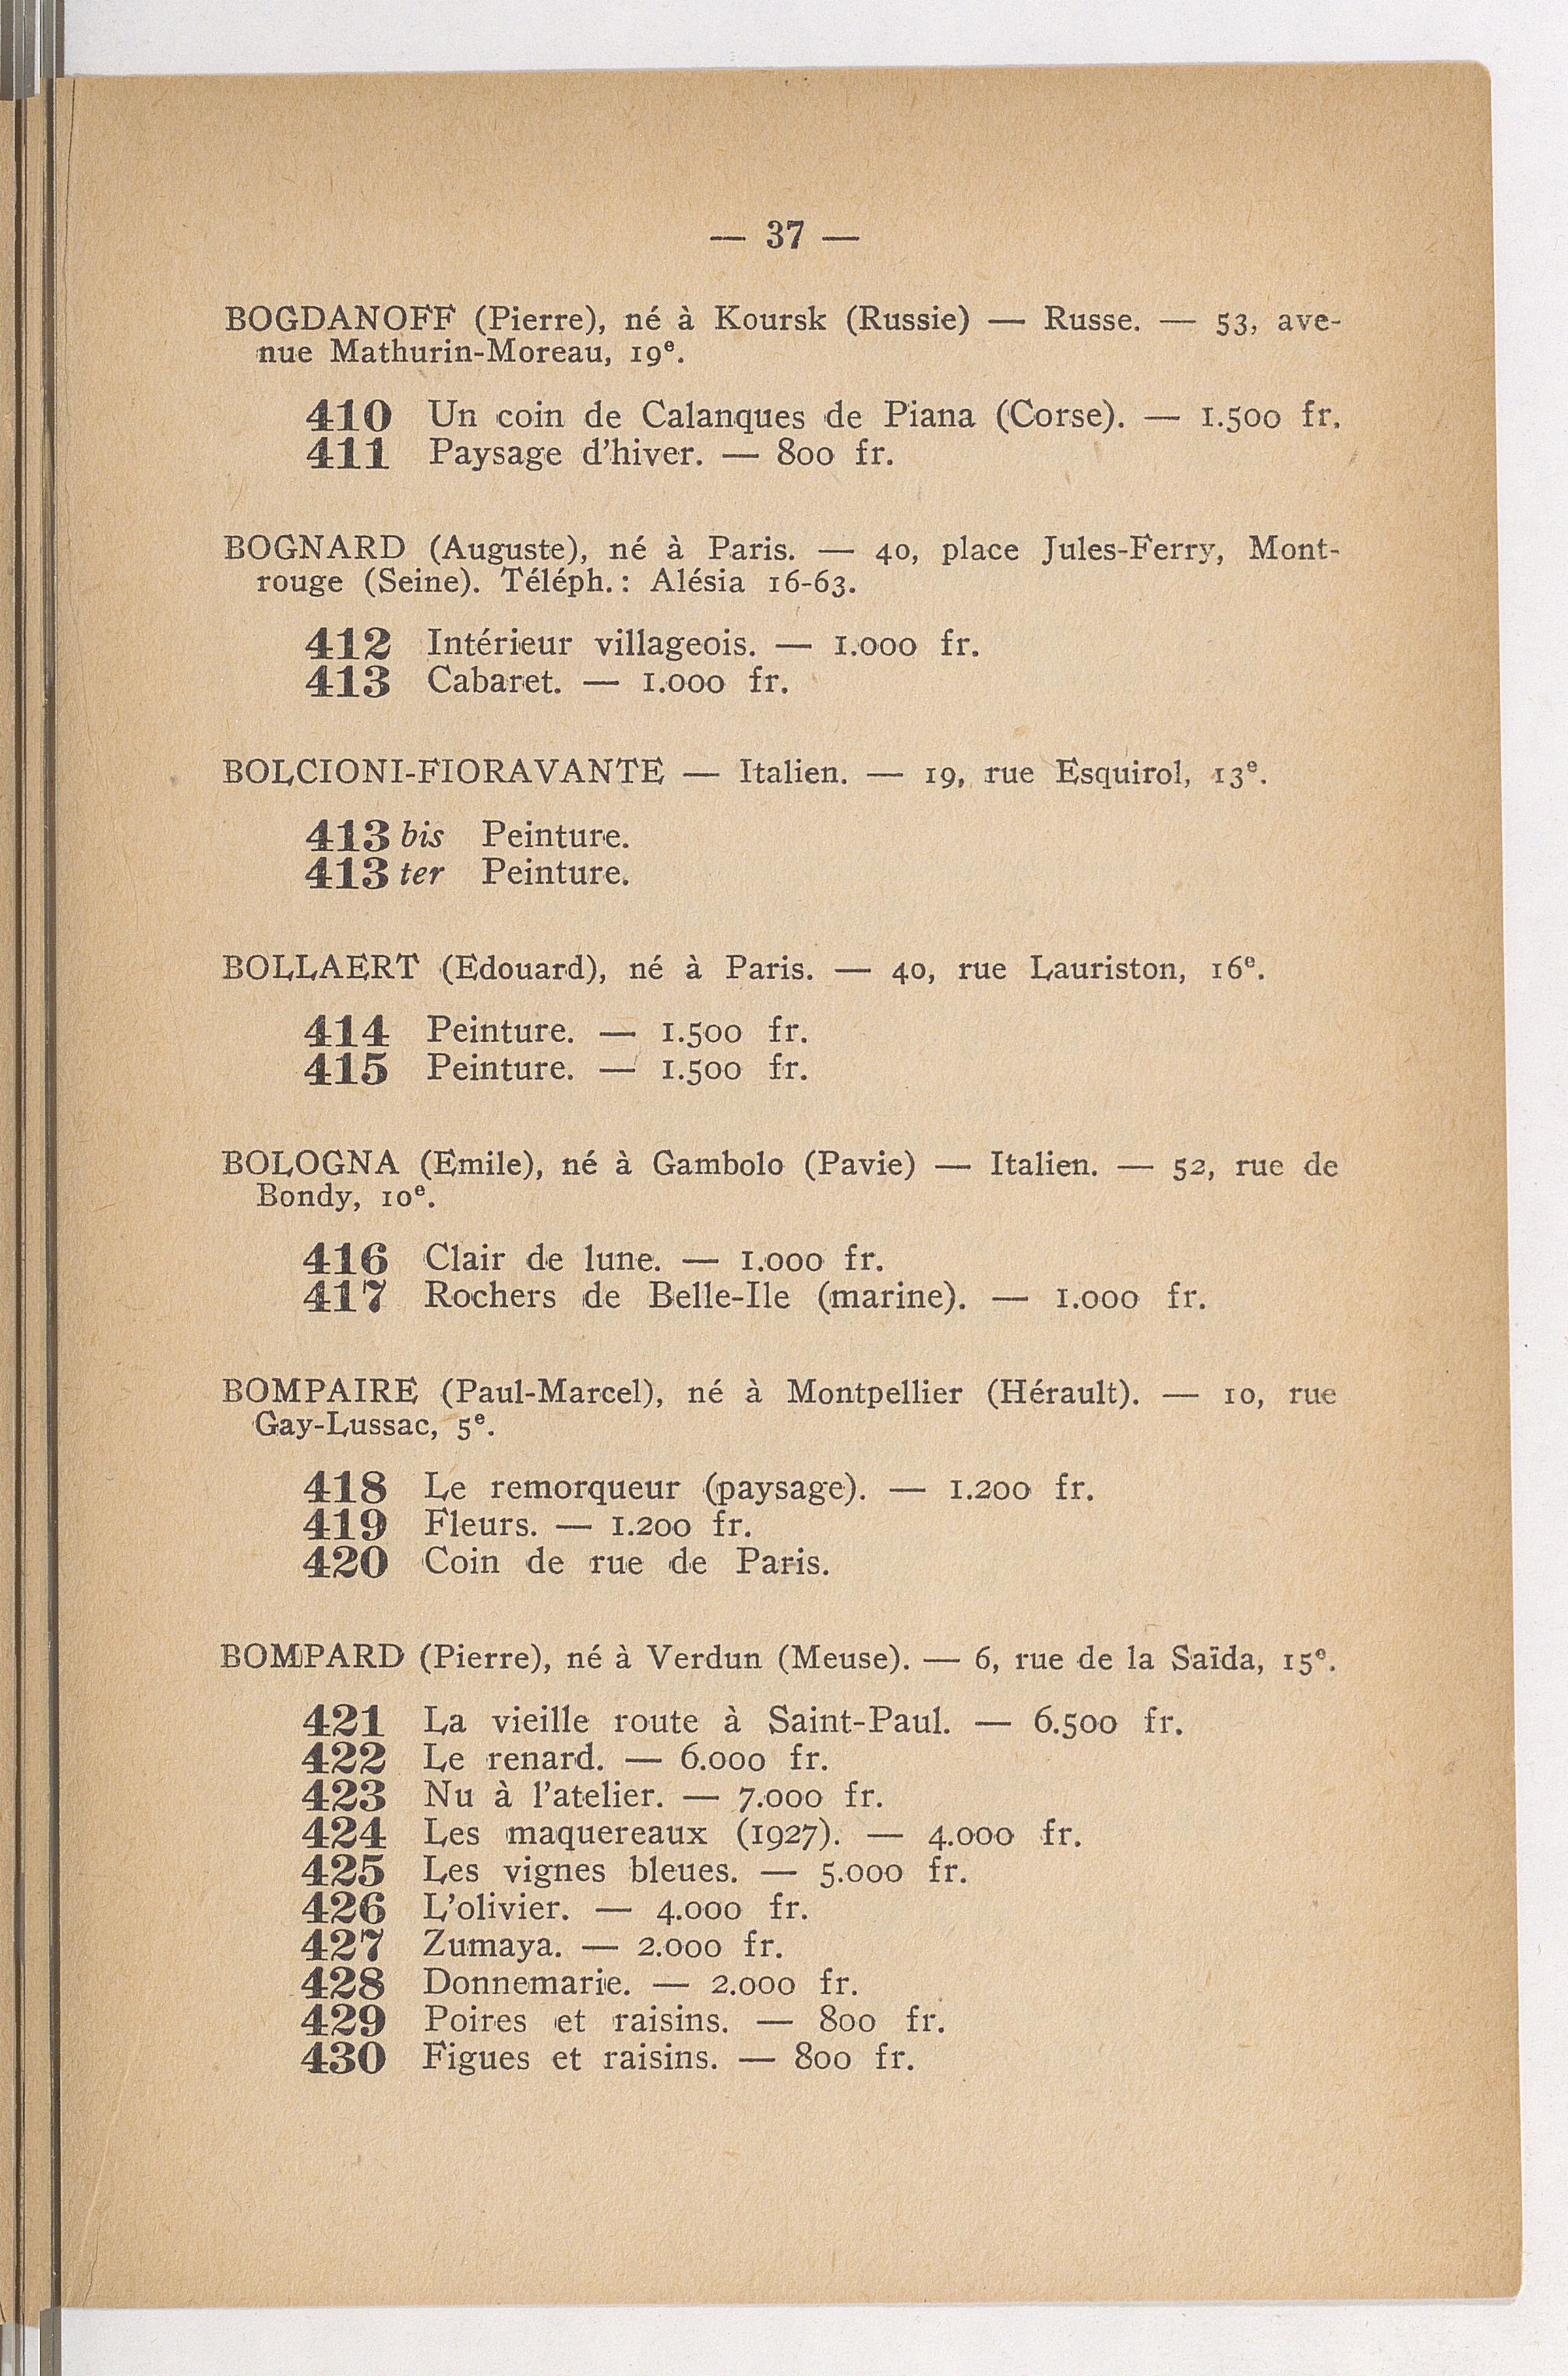 — 37 —
BOGDANOFF (Pierre), né à Koursk (Russie) — Russe. — 53, ave-
nue Mathurin-Moreau, 19e.
410 Un coin de Calanques de Piana (Corse). — 1.500 fr.
411 Paysage d'hiver. — 800 fr.
BOGNARD (Auguste), né à Paris. — 40, place Jules-Ferry, Mont-
rouge (Seine). Téléph.: Alésia 16-63.
412 Intérieur villageois. — 1.000 fr.
413 Cabaret. — 1.000 fr.
BOLCIONI-FIORAVANTE — Italien. — 19, rue Esquirol, 13e.
413 bis Peinture.
413 ter Peinture.
BOLLAERT (Edouard), né à Paris. — 40, rue Lauriston, 16e.
414 Peinture. — 1.500 fr.
415 Peinture. — 1.500 fr.
BOLOGNA (Emile), né à Gambolo (Pavie) — Italien. — 52, rue de
Bondy, 10e.
416 Clair de lune. — 1.000 fr.
417 Rochers de Belle-Ile (marine). — 1.000 fr.
BOMPAIRE (Paul-Marcel), né à Montpellier (Hérault). — 10, rue
Gay-Lussac, 5e.
418 Le remorqueur (paysage). — 1.200 fr.
419 Fleurs. — 1.200 fr.
420 Coin de rue de Paris.
BOMPARD (Pierre), né à Verdun (Meuse). — 6, rue de la Saïda, 15e.
421 La vieille route à Saint-Paul. — 6.500 fr.
422 Le renard. — 6.000 fr.
423 Nu à l'atelier. — 7.000 fr.
424 Les maquereaux (1927). — 4.000 fr.
425 Les vignes bleues. — 5.000 fr.
426 L'olivier. — 4.000 fr.
427 Zumaya. — 2.000 fr.
428 Donnemarie. — 2.000 fr.
429 Poires et raisins. — 800 fr.
430 Figues et raisins. — 800 fr.